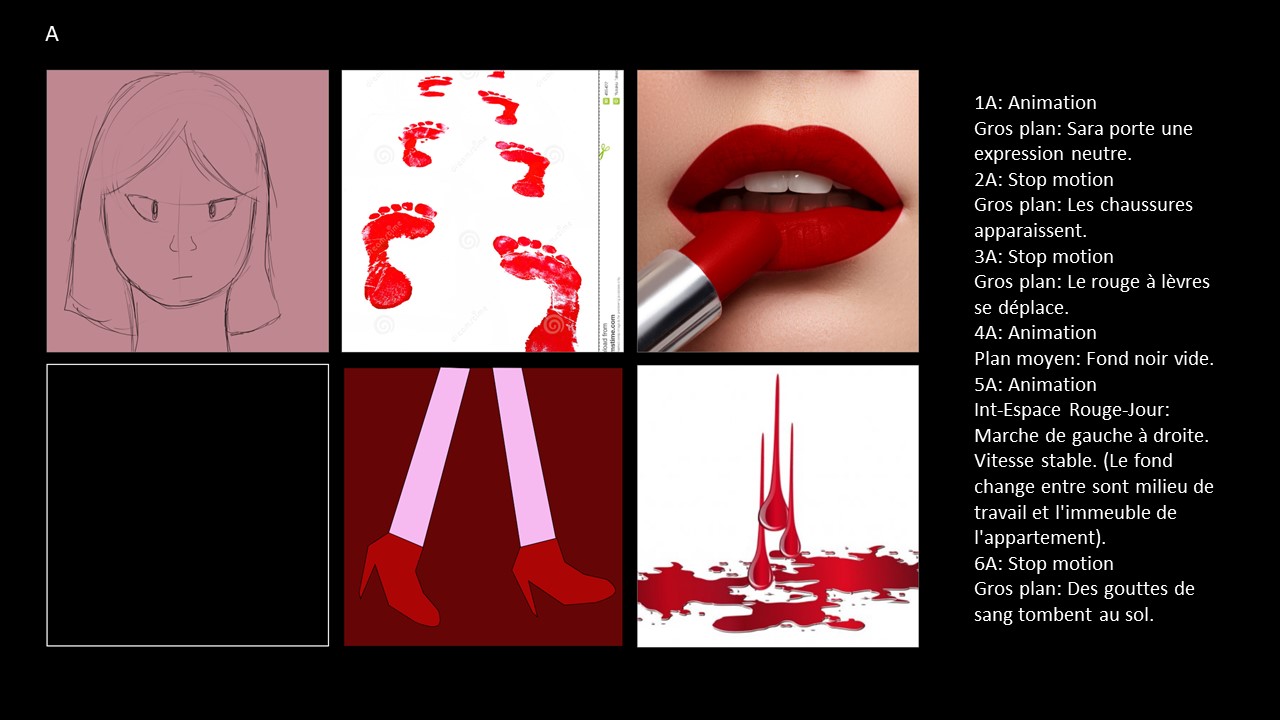 A
1A: Animation
Gros plan: Sara porte une
expression neutre.
2A: Stop motion
Gros plan: Les chaussures
apparaissent.
3A: Stop motion
Gros plan: Le rouge à lèvres
se déplace.
4A: Animation
Plan moyen: Fond noir vide.
5A: Animation
Int-Espace Rouge-Jour:
Marche de gauche à droite.
Vitesse stable. (Le fond
change entre sont milieu de
travail et l'immeuble de
l'appartement).
6A: Stop motion
Gros plan: Des gouttes de
sang tombent au sol.